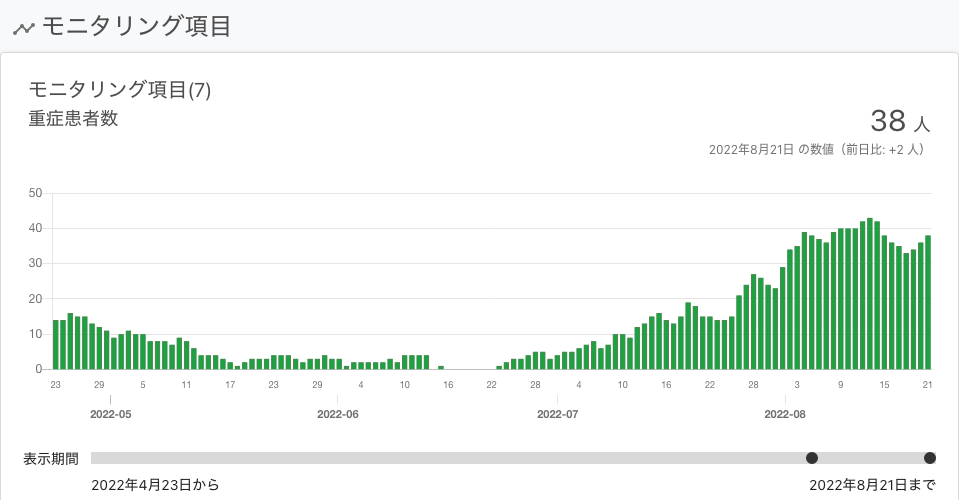 モニタリング項目
モニタリング項目(7)
重症患者数
38 人
2022年8月21日 の数値（前日比: +2 人）
50
40
30
20
10
0
23 29 5 11 17 23 29 4 10 16 22 28 4 10 16 22 28 3 9 15 21
2022-05 2022-06 2022-07 2022-08
表示期間
2022年4月23日から 2022年8月21日まで